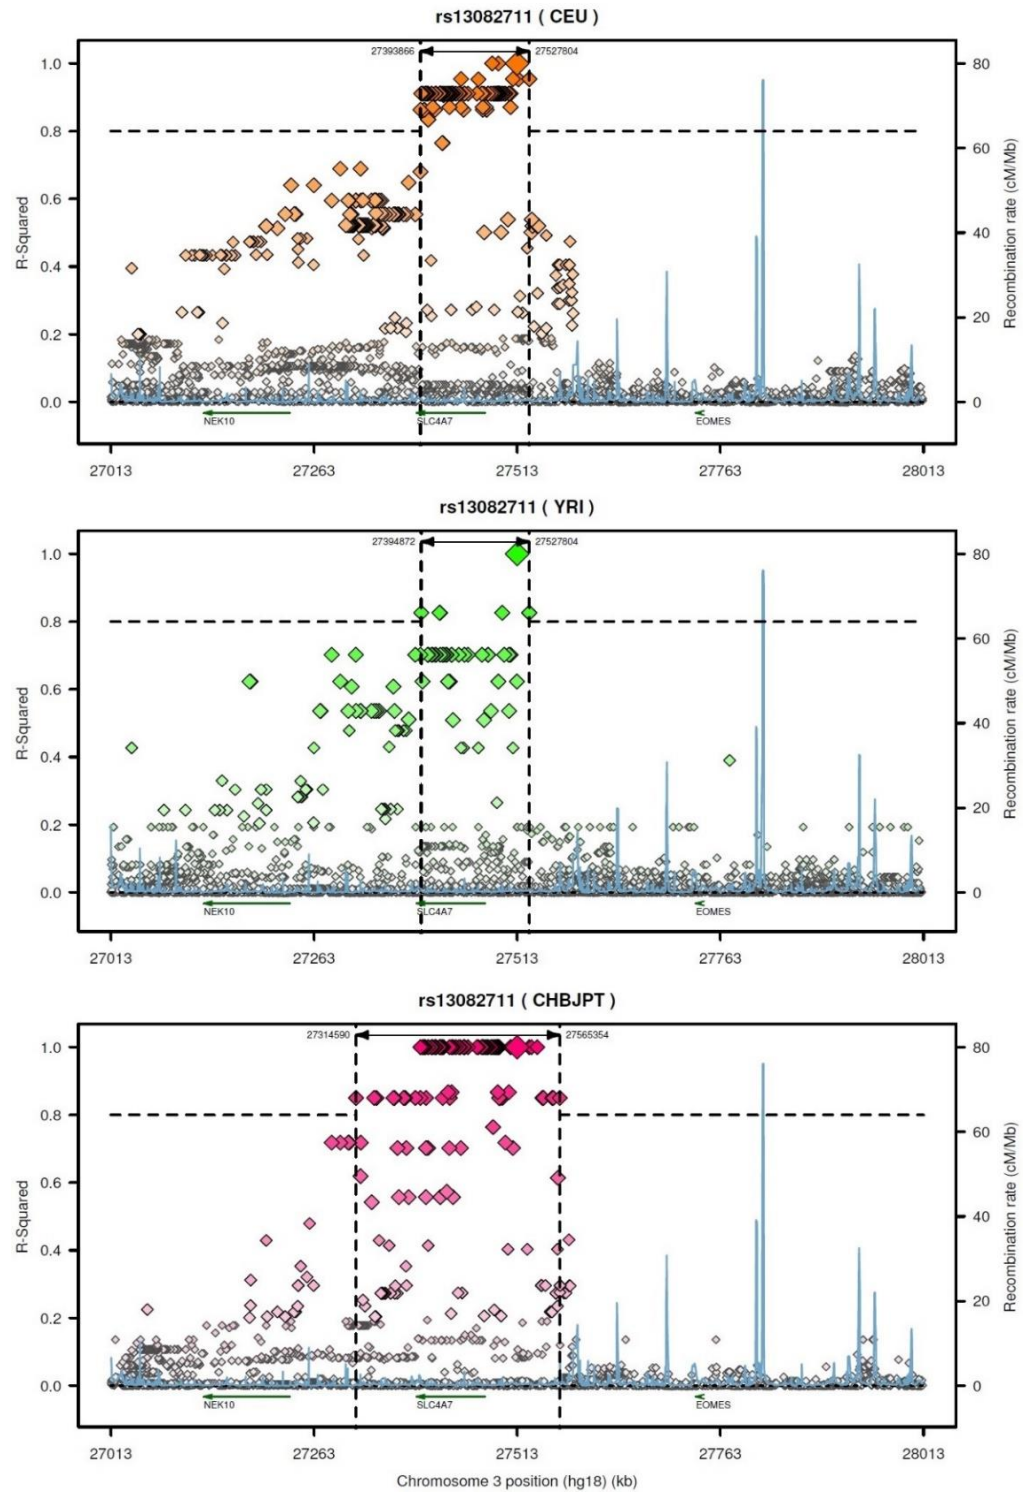 rs13082711 ( CEU )
27393866 27527804
1.0 80
0.8 60
0.6
R-Squared 40 Recombination rate (cM/Mb)
0.4
0.2 20
0.0 0
NEK10 SLC4A7 EOMES
27013 27263 27513 27763 28013
rs13082711 ( YRI )
27394872 27527804
1.0 80
0.8 60
0.6
R-Squared 40 Recombination rate (cM/Mb)
0.4
0.2 20
0.0 0
NEK10 SLC4A7 EOMES
27013 27263 27513 27763 28013
rs13082711 ( CHBJPT )
27314590 27565354
1.0 80
0.8 60
0.6
R-Squared 40 Recombination rate (cM/Mb)
0.4
0.2 20
0.0 0
NEK10 SLC4A7 EOMES
27013 27263 27513 27763 28013
Chromosome 3 position (hg18) (kb)